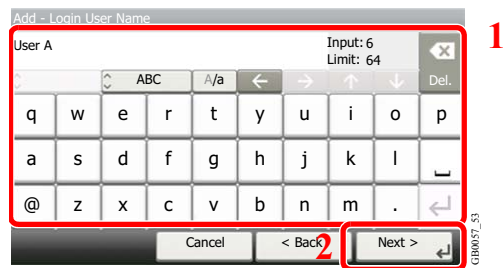 Add - Login User Name
1
User A
Input: 6
Limit: 64
ABC A/a ← → ↑ ↓ Del.
q w e r t y u i o p
a s d f g h j k l
@ z x c v b n m .
2
Cancel < Back Next >
GB0057_53